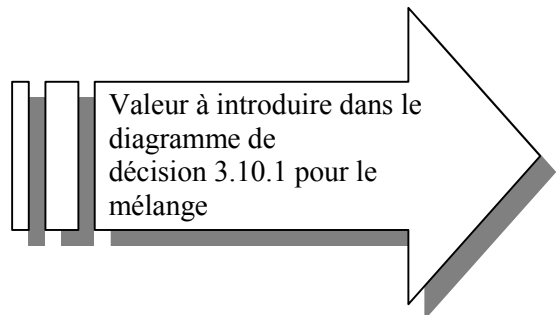 Valeur à introduire dans le
diagramme de
décision 3.10.1 pour le
mélange